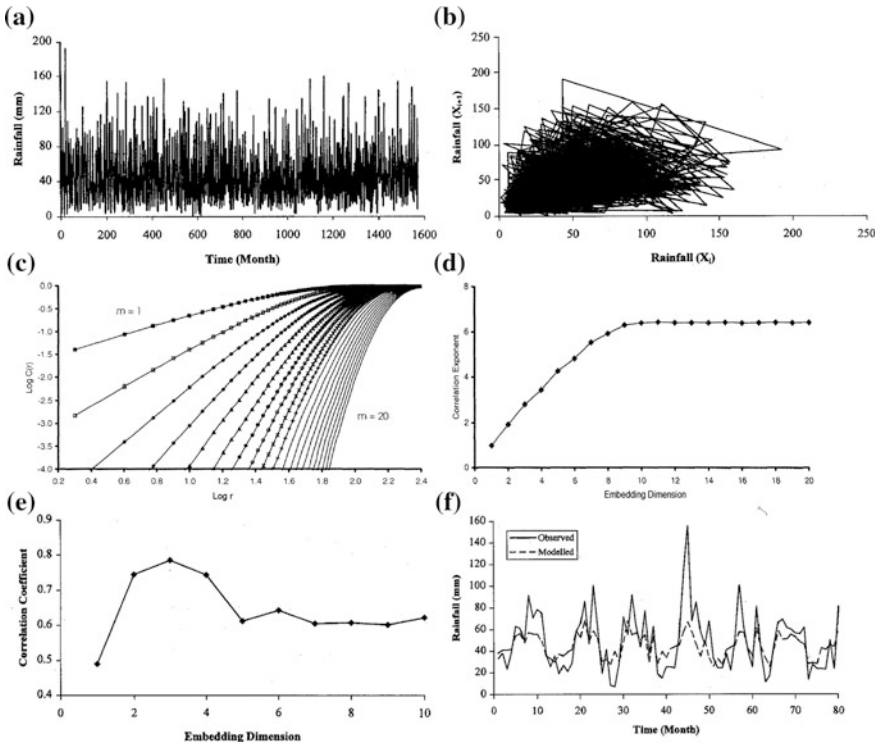 (a)
200
160
120
80
40
0
Rainfall (mm)
0 200 400 600 800 1000 1200 1400 1600
Time (Month)
(b)
250
200
150
100
50
0
Rainfall (Xi+1)
0 50 100 150 200 250
Rainfall (Xi)
(c)
0.0
-0.5
-1.0
-1.5
-2.0
-2.5
-3.0
-3.5
-4.0
Log C(r)
m = 1
m = 20
0.2 0.4 0.6 0.8 1.0 1.2 1.4 1.6 1.8 2.0 2.2 2.4
Log r
(d)
8
6
4
2
0
Correlation Exponent
0 2 4 6 8 10 12 14 16 18 20
Embedding Dimension
(e)
0.9
0.8
0.7
0.6
0.5
0.4
Correlation Coefficient
0 2 4 6 8 10
Embedding Dimension
(f)
160
140
120
100
80
60
40
20
0
Rainfall (mm)
Observed
Modelled
0 10 20 30 40 50 60 70 80
Time (Month)